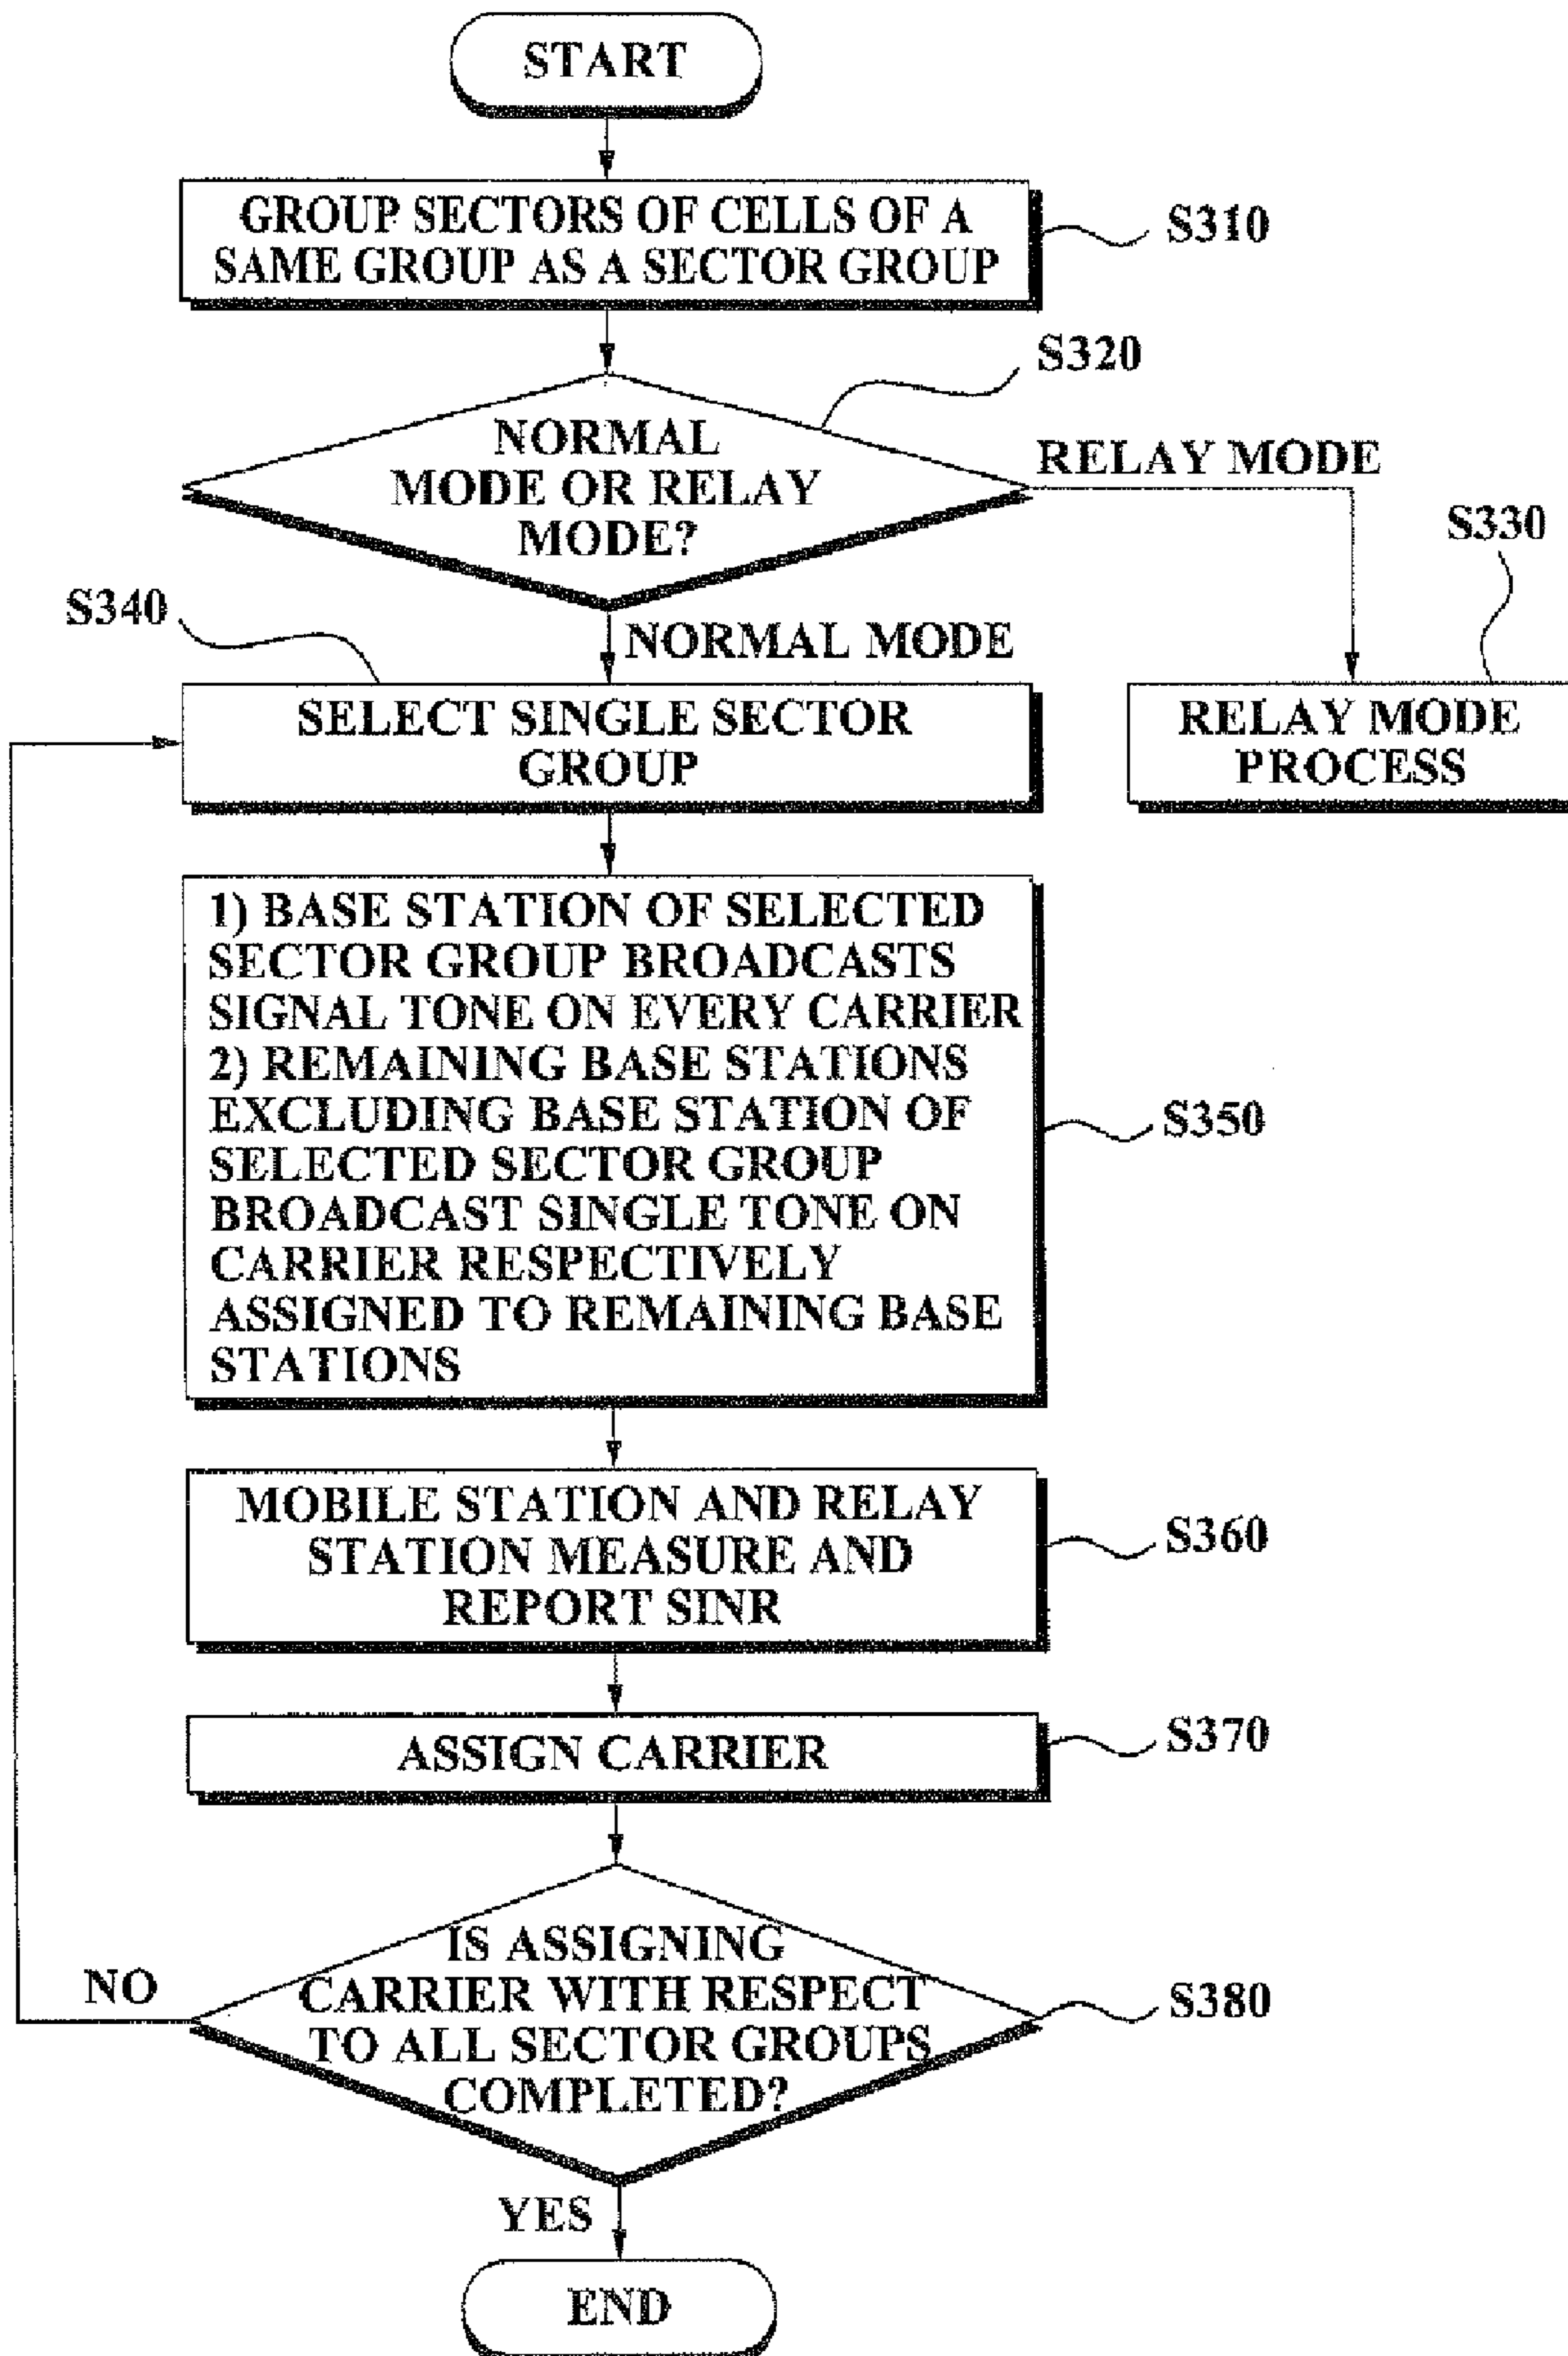 START
GROUP SECTORS OF CELLS OF A
SAME GROUP AS A SECTOR GROUP
S310
S320
NORMAL
MODE OR RELAY
MODE?
RELAY MODE
S330
S340
NORMAL MODE
SELECT SINGLE SECTOR
GROUP
RELAY MODE
PROCESS
1) BASE STATION OF SELECTED
SECTOR GROUP BROADCASTS
SIGNAL TONE ON EVERY CARRIER
2) REMAINING BASE STATIONS
EXCLUDING BASE STATION OF
SELECTED SECTOR GROUP
BROADCAST SINGLE TONE ON
CARRIER RESPECTIVELY
ASSIGNED TO REMAINING BASE
STATIONS
S350
MOBILE STATION AND RELAY
STATION MEASURE AND
REPORT SINR
S360
ASSIGN CARRIER
S370
IS ASSIGNING
CARRIER WITH RESPECT
TO ALL SECTOR GROUPS
COMPLETED?
NO
S380
YES
END